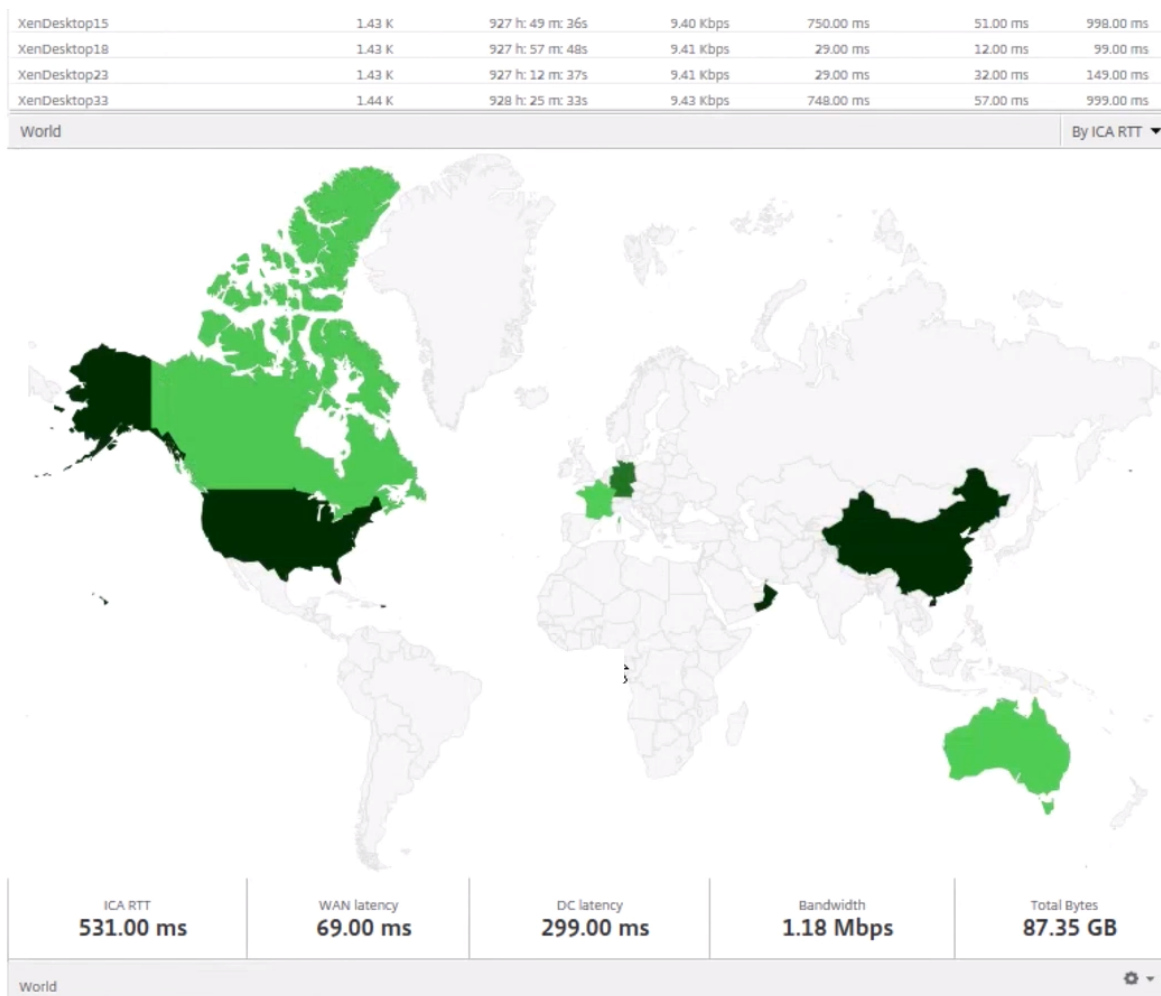 XenDesktop15 1.43 K 927 h: 49 m: 36s 9.40 Kbps 750.00 ms 51.00 ms 998.00 ms
XenDesktop18 1.43 K 927 h: 57 m: 48s 9.41 Kbps 29.00 ms 12.00 ms 99.00 ms
XenDesktop23 1.43 K 927 h: 12 m: 37s 9.41 Kbps 29.00 ms 32.00 ms 149.00 ms
XenDesktop33 1.44 K 928 h: 25 m: 33s 9.43 Kbps 748.00 ms 57.00 ms 999.00 ms
World By ICA RTT
ICA RTT WAN latency DC latency Bandwidth Total Bytes
531.00 ms 69.00 ms 299.00 ms 1.18 Mbps 87.35 GB
World